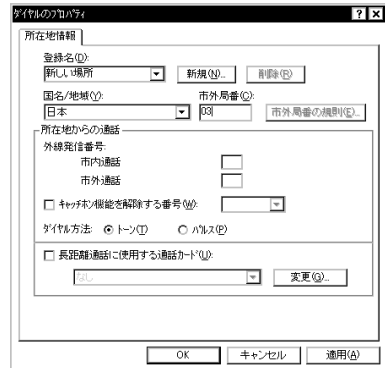 ダイヤルのプロパティ
所在地情報
登録名(D):
新しい場所 新規(N)... 削除(R)
国名/地域(Y): 市外局番(C):
日本 03 市外局番の規則(E)...
所在地からの通話
外線発信番号:
市内通話
市外通話
キャッチホン機能を解除する番号(W):
ダイヤル方法: トーン(T) パルス(P)
長距離通話に使用する通話カード(U):
なし 変更(G)...
OK キャンセル 適用(A)